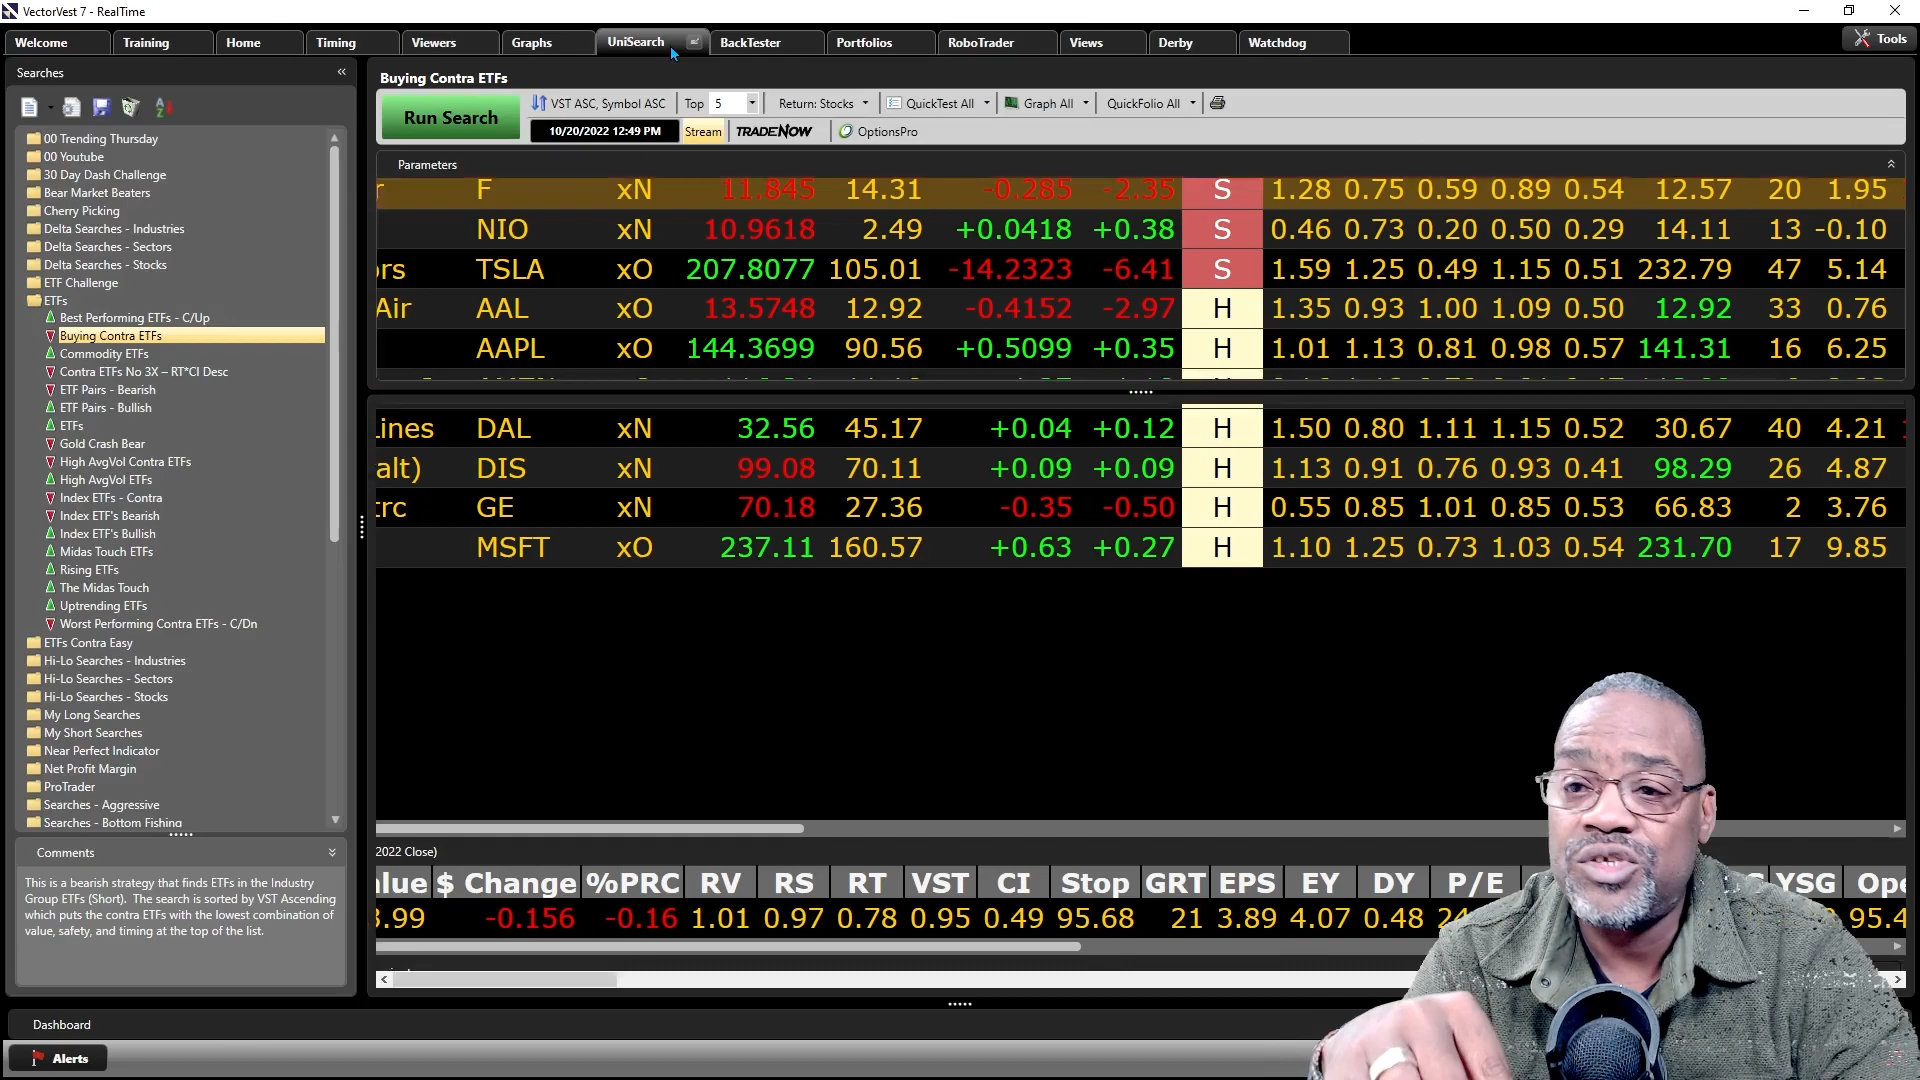 VectorVest 7 - RealTime
Welcome Training Home Timing Viewers Graphs UniSearch BackTester Portfolios RoboTrader Views Derby Watchdog Tools
Searches «
Buying Contra ETFs
Run Search
VST ASC, Symbol ASC Top 5 Return: Stocks QuickTest All Graph All QuickFolio All
10/20/2022 12:49 PM Stream TRADENOW OptionsPro
Parameters
00 Trending Thursday
00 Youtube
30 Day Dash Challenge
Bear Market Beaters
Cherry Picking
Delta Searches - Industries
Delta Searches - Sectors
Delta Searches - Stocks
ETF Challenge
ETFs
Best Performing ETFs - C/Up
Buying Contra ETFs
Commodity ETFs
Contra ETFs No 3X – RT*CI Desc
ETF Pairs - Bearish
ETF Pairs - Bullish
ETFs
Gold Crash Bear
High AvgVol Contra ETFs
High AvgVol ETFs
Index ETFs - Contra
Index ETF's Bearish
Index ETF's Bullish
Midas Touch ETFs
Rising ETFs
The Midas Touch
Uptrending ETFs
Worst Performing Contra ETFs - C/Dn
ETFs Contra Easy
Hi-Lo Searches - Industries
Hi-Lo Searches - Sectors
Hi-Lo Searches - Stocks
My Long Searches
My Short Searches
Near Perfect Indicator
Net Profit Margin
ProTrader
Searches - Aggressive
Searches - Bottom Fishing
Comments
This is a bearish strategy that finds ETFs in the Industry
Group ETFs (Short). The search is sorted by VST Ascending
which puts the contra ETFs with the lowest combination of
value, safety, and timing at the top of the list.
r F xN 11.845 14.31 -0.285 -2.35 S 1.28 0.75 0.59 0.89 0.54 12.57 20 1.95
NIO xN 10.9618 2.49 +0.0418 +0.38 S 0.46 0.73 0.20 0.50 0.29 14.11 13 -0.10
ors TSLA xO 207.8077 105.01 -14.2323 -6.41 S 1.59 1.25 0.49 1.15 0.51 232.79 47 5.14
Air AAL xO 13.5748 12.92 -0.4152 -2.97 H 1.35 0.93 1.00 1.09 0.50 12.92 33 0.76
AAPL xO 144.3699 90.56 +0.5099 +0.35 H 1.01 1.13 0.81 0.98 0.57 141.31 16 6.25
Lines DAL xN 32.56 45.17 +0.04 +0.12 H 1.50 0.80 1.11 1.15 0.52 30.67 40 4.21
alt) DIS xN 99.08 70.11 +0.09 +0.09 H 1.13 0.91 0.76 0.93 0.41 98.29 26 4.87
trc GE xN 70.18 27.36 -0.35 -0.50 H 0.55 0.85 1.01 0.85 0.53 66.83 2 3.76
MSFT xO 237.11 160.57 +0.63 +0.27 H 1.10 1.25 0.73 1.03 0.54 231.70 17 9.85
2022 Close)
alue $ Change %PRC RV RS RT VST CI Stop GRT EPS EY DY P/E YSG Ope
3.99 -0.156 -0.16 1.01 0.97 0.78 0.95 0.49 95.68 21 3.89 4.07 0.48 95.4
Dashboard
Alerts